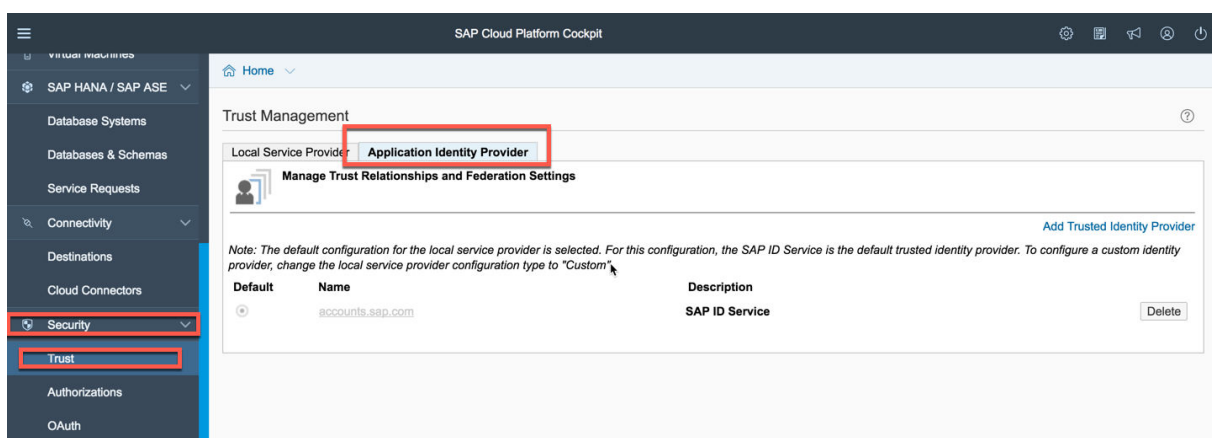 SAP Cloud Platform Cockpit
Virtual Machines
SAP HANA / SAP ASE
Database Systems
Databases & Schemas
Service Requests
Connectivity
Destinations
Cloud Connectors
Security
Trust
Authorizations
OAuth
Home
Trust Management
Local Service Provider
Application Identity Provider
Manage Trust Relationships and Federation Settings
Add Trusted Identity Provider
Note: The default configuration for the local service provider is selected. For this configuration, the SAP ID Service is the default trusted identity provider. To configure a custom identity
provider, change the local service provider configuration type to "Custom".
Default Name Description
accounts.sap.com SAP ID Service Delete